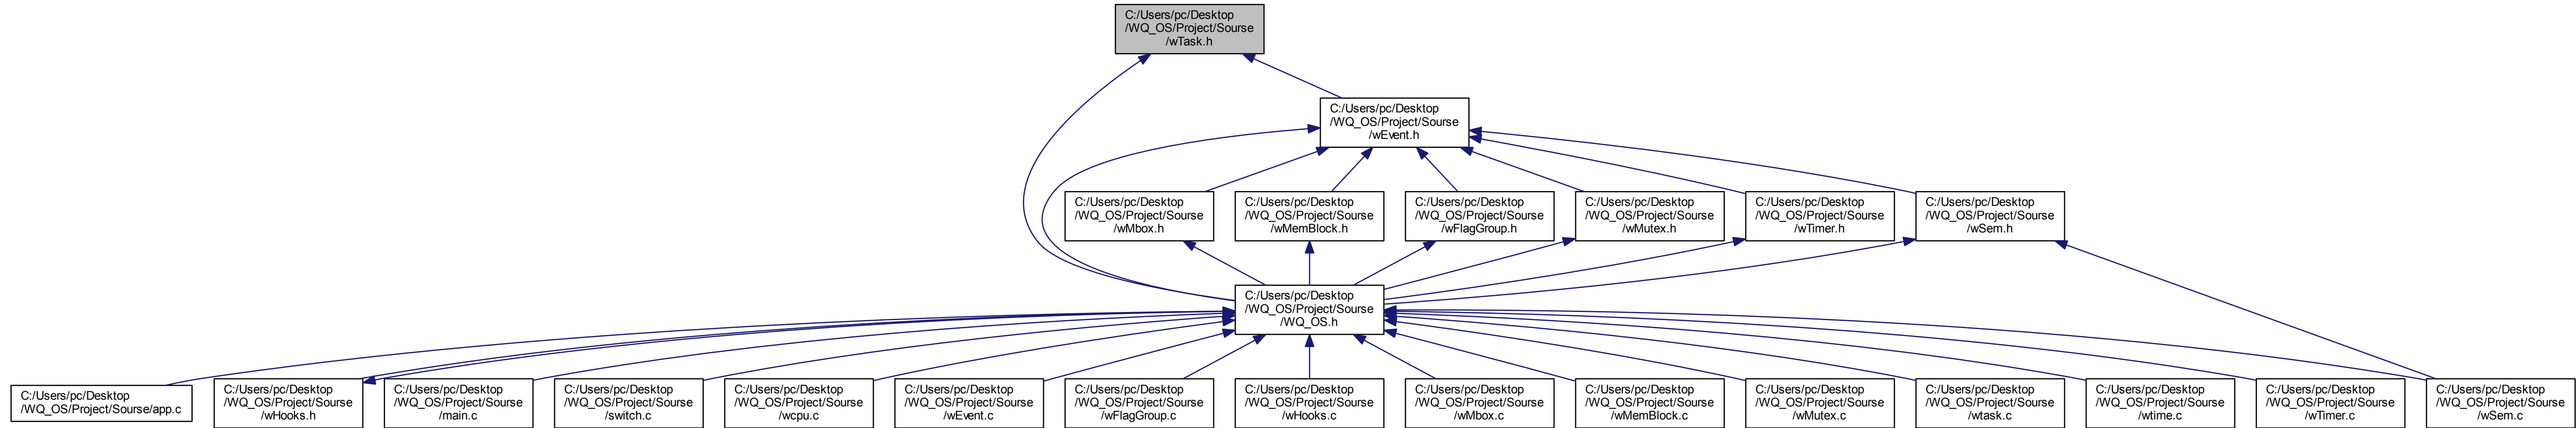 C:/Users/pc/Desktop
/WQ_OS/Project/Sourse
/wTask.h
C:/Users/pc/Desktop
/WQ_OS/Project/Sourse
/wEvent.h
C:/Users/pc/Desktop
/WQ_OS/Project/Sourse
/wMbox.h
C:/Users/pc/Desktop
/WQ_OS/Project/Sourse
/wMemBlock.h
C:/Users/pc/Desktop
/WQ_OS/Project/Sourse
/wFlagGroup.h
C:/Users/pc/Desktop
/WQ_OS/Project/Sourse
/wMutex.h
C:/Users/pc/Desktop
/WQ_OS/Project/Sourse
/wTimer.h
C:/Users/pc/Desktop
/WQ_OS/Project/Sourse
/wSem.h
C:/Users/pc/Desktop
/WQ_OS/Project/Sourse
/WQ_OS.h
C:/Users/pc/Desktop
/WQ_OS/Project/Sourse/app.c
C:/Users/pc/Desktop
/WQ_OS/Project/Sourse
/wHooks.h
C:/Users/pc/Desktop
/WQ_OS/Project/Sourse
/main.c
C:/Users/pc/Desktop
/WQ_OS/Project/Sourse
/switch.c
C:/Users/pc/Desktop
/WQ_OS/Project/Sourse
/wcpu.c
C:/Users/pc/Desktop
/WQ_OS/Project/Sourse
/wEvent.c
C:/Users/pc/Desktop
/WQ_OS/Project/Sourse
/wFlagGroup.c
C:/Users/pc/Desktop
/WQ_OS/Project/Sourse
/wHooks.c
C:/Users/pc/Desktop
/WQ_OS/Project/Sourse
/wMbox.c
C:/Users/pc/Desktop
/WQ_OS/Project/Sourse
/wMemBlock.c
C:/Users/pc/Desktop
/WQ_OS/Project/Sourse
/wMutex.c
C:/Users/pc/Desktop
/WQ_OS/Project/Sourse
/wtask.c
C:/Users/pc/Desktop
/WQ_OS/Project/Sourse
/wtime.c
C:/Users/pc/Desktop
/WQ_OS/Project/Sourse
/wTimer.c
C:/Users/pc/Desktop
/WQ_OS/Project/Sourse
/wSem.c